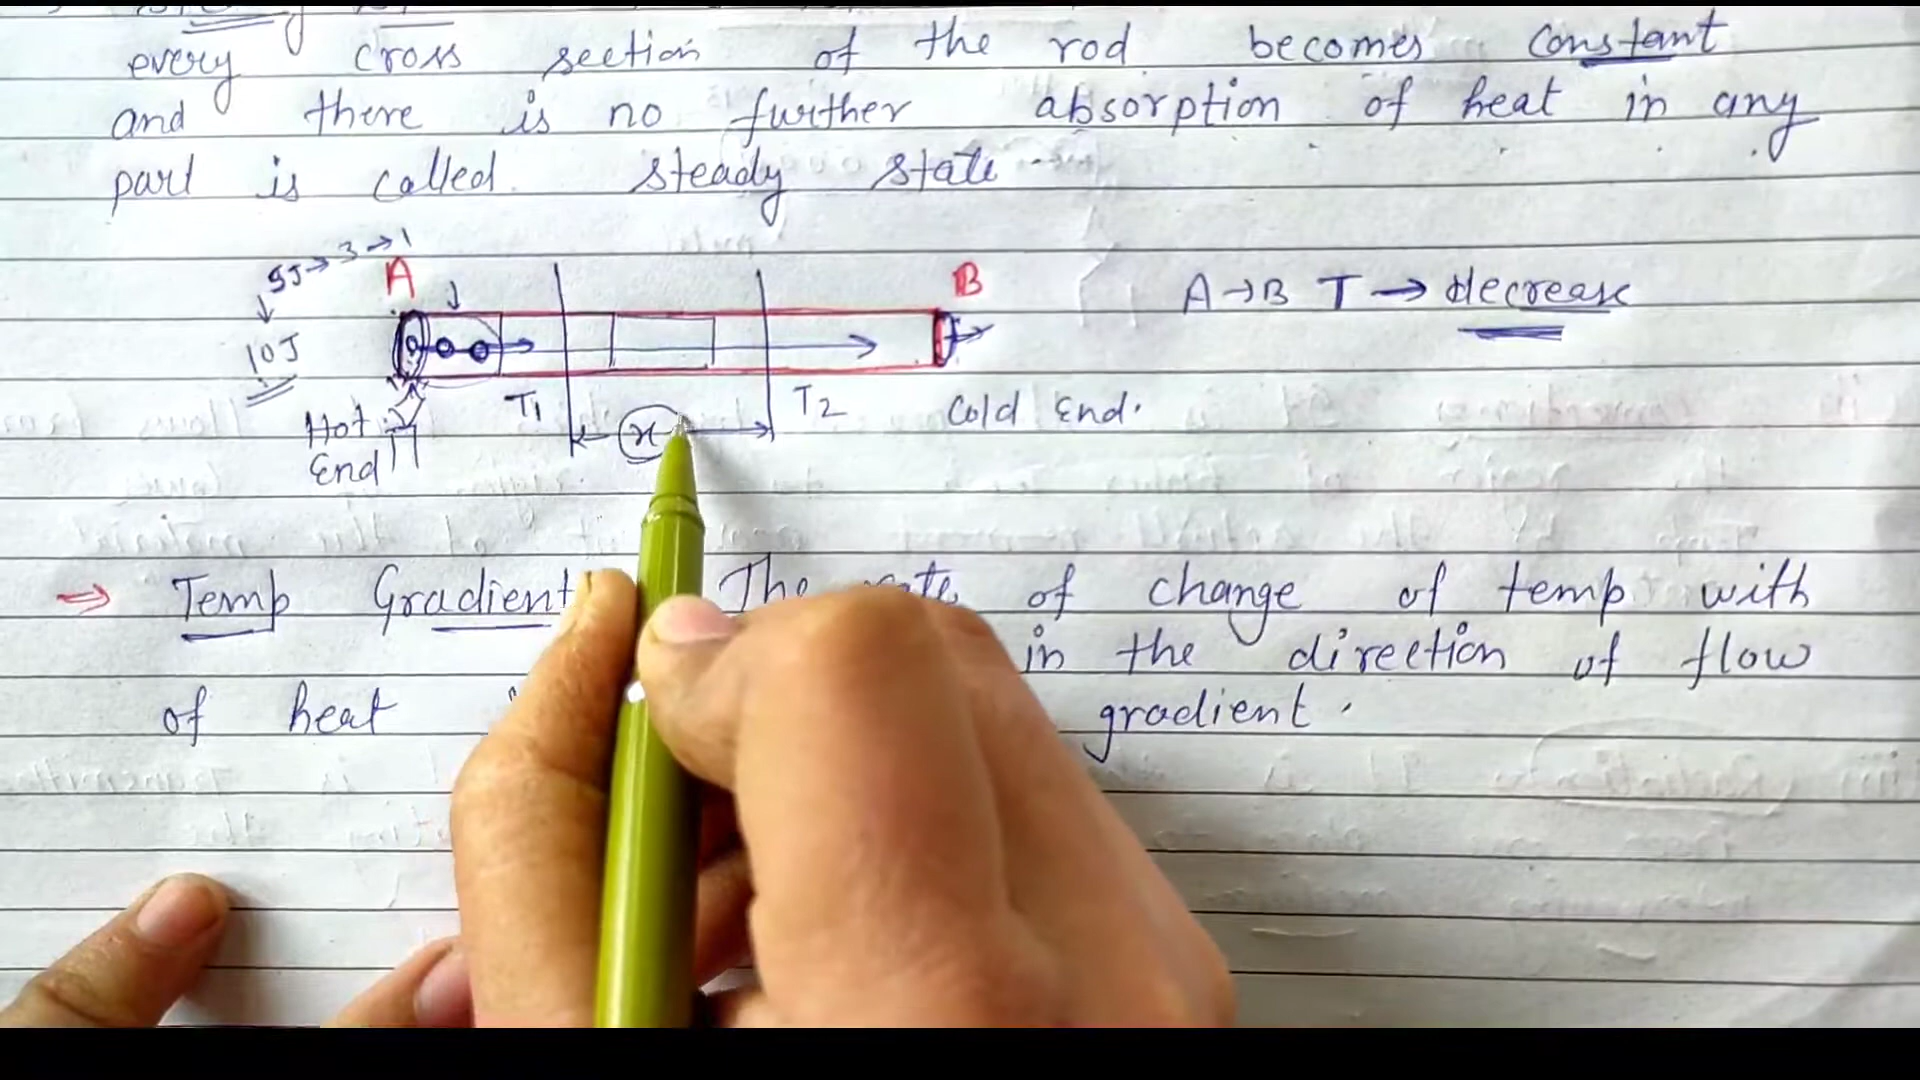 every cross section of the rod becomes constant
and there is no further absorption of heat in any
part is called steady state
5J → 3 → 1
A
B
A → B T → decrease
10J
T1
T2
Hot
End
x
Cold End.
⇒ Temp Gradient The rate of change of temp with
in the direction of flow
of heat gradient.